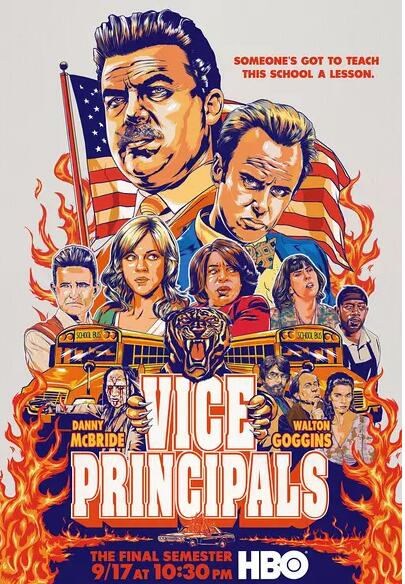 SOMEONE'S GOT TO TEACH
THIS SCHOOL A LESSON.
SCHOOL BUS
SCHOOL BUS
DANNY
McBRIDE
WALTON
GOGGINS
VICE
PRINCIPALS
THE FINAL SEMESTER
9/17 AT 10:30 PM
HBO